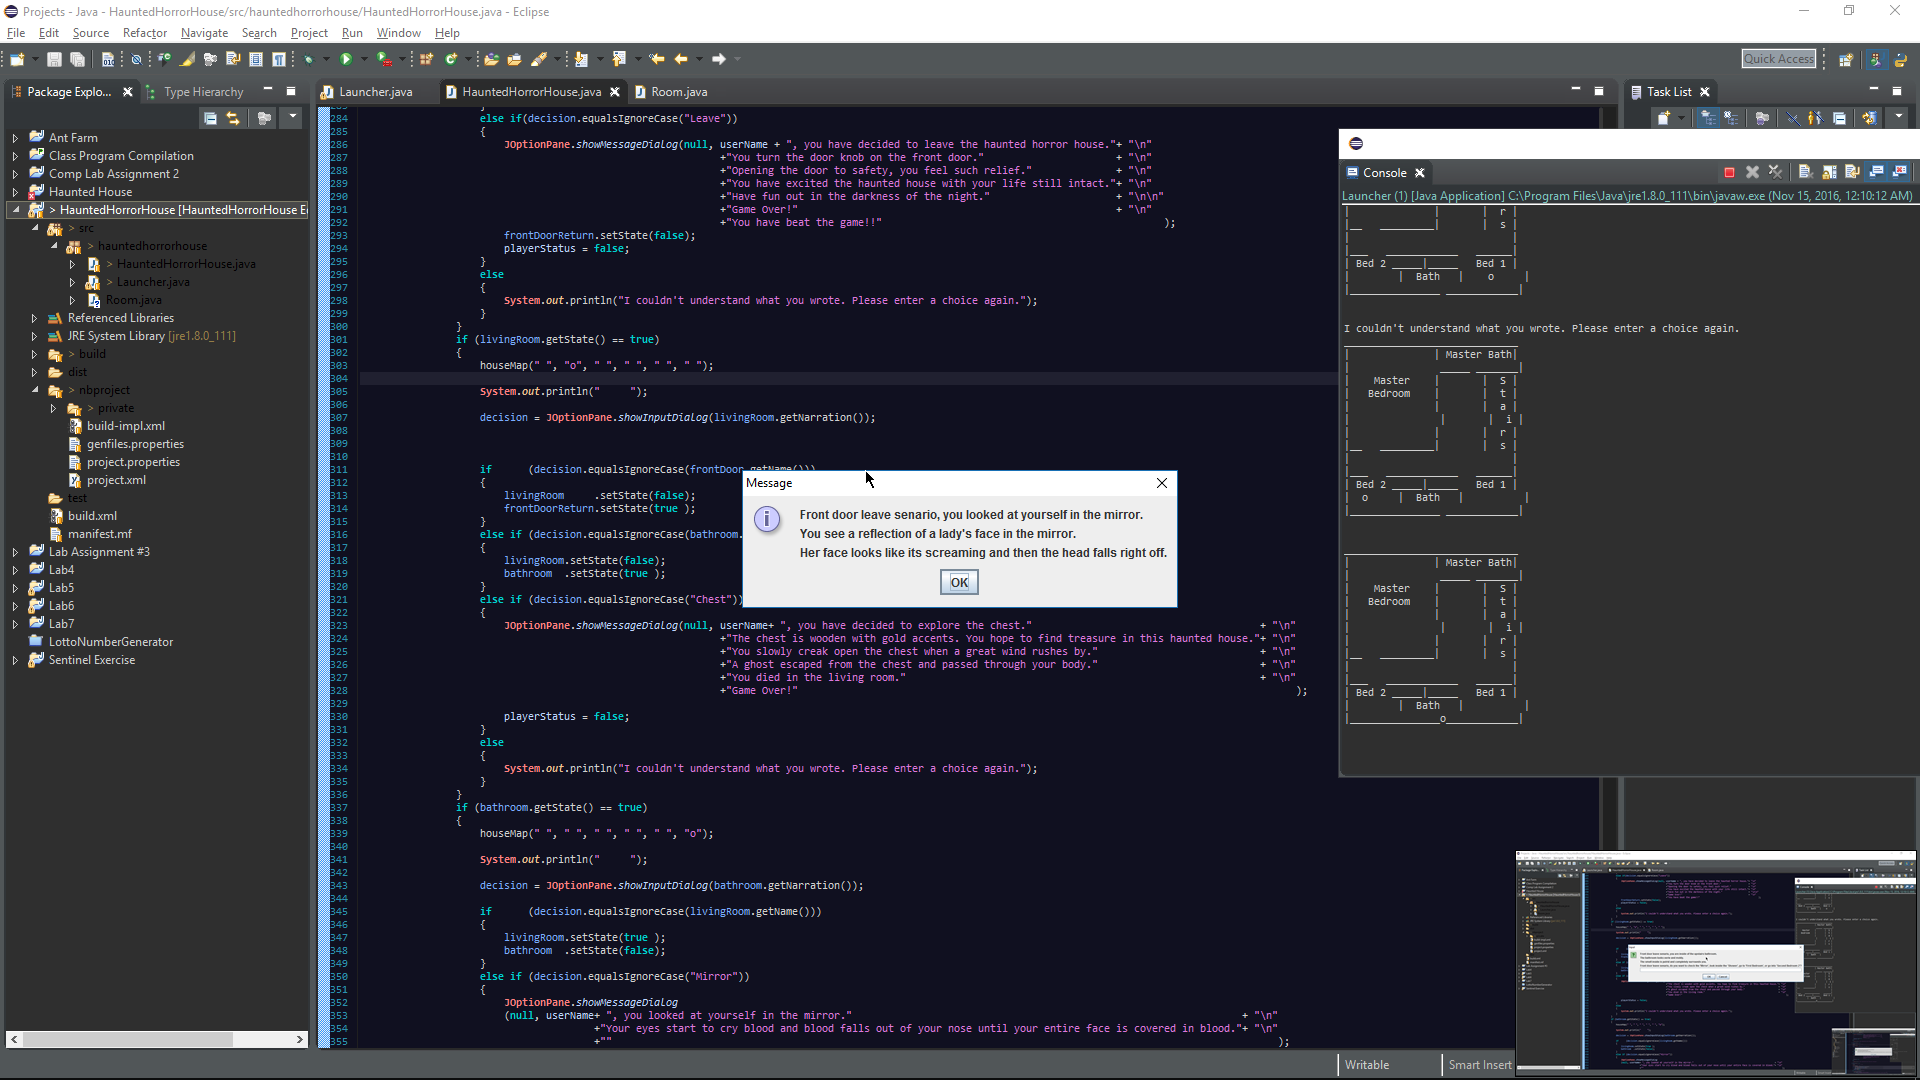 Projects - Java - HauntedHorrorHouse/src/hauntedhorrorhouse/HauntedHorrorHouse.java - Eclipse
File Edit Source Refactor Navigate Search Project Run Window Help
Quick Access
Package Explo... Type Hierarchy
Launcher.java HauntedHorrorHouse.java Room.java
Task List
Ant Farm
Class Program Compilation
Comp Lab Assignment 2
Haunted House
> HauntedHorrorHouse [HauntedHorrorHouse E
> src
> hauntedhorrorhouse
> HauntedHorrorHouse.java
> Launcher.java
Room.java
Referenced Libraries
JRE System Library [jre1.8.0_111]
> build
dist
> nbproject
> private
build-impl.xml
genfiles.properties
project.properties
project.xml
test
build.xml
manifest.mf
Lab Assignment #3
Lab4
Lab5
Lab6
Lab7
LottoNumberGenerator
Sentinel Exercise
283 }
284 else if(decision.equalsIgnoreCase("Leave"))
285 {
286 JOptionPane.showMessageDialog(null, userName + ", you have decided to leave the haunted horror house."+ "\n"
287 +"You turn the door knob on the front door." + "\n"
288 +"Opening the door to safety, you feel such relief." + "\n"
289 +"You have excited the haunted house with your life still intact."+ "\n"
290 +"Have fun out in the darkness of the night." + "\n\n"
291 +"Game Over!" + "\n"
292 +"You have beat the game!!" );
293 frontDoorReturn.setState(false);
294 playerStatus = false;
295 }
296 else
297 {
298 System.out.println("I couldn't understand what you wrote. Please enter a choice again.");
299 }
300 }
301 if (livingRoom.getState() == true)
302 {
303 houseMap(" ", "o", " ", " ", " ", " ");
304
305 System.out.println("     ");
306
307 decision = JOptionPane.showInputDialog(livingRoom.getNarration());
308
309
310
311 if (decision.equalsIgnoreCase(frontDoor.getName()))
312 {
313 livingRoom .setState(false);
314 frontDoorReturn.setState(true );
315 }
316 else if (decision.equalsIgnoreCase(bathroom.
317 {
318 livingRoom.setState(false);
319 bathroom .setState(true );
320 }
321 else if (decision.equalsIgnoreCase("Chest"))
322 {
323 JOptionPane.showMessageDialog(null, userName+ ", you have decided to explore the chest." + "\n"
324 +"The chest is wooden with gold accents. You hope to find treasure in this haunted house."+ "\n"
325 +"You slowly creak open the chest when a great wind rushes by." + "\n"
326 +"A ghost escaped from the chest and passed through your body." + "\n"
327 +"You died in the living room." + "\n"
328 +"Game Over!" );
329
330 playerStatus = false;
331 }
332 else
333 {
334 System.out.println("I couldn't understand what you wrote. Please enter a choice again.");
335 }
336 }
337 if (bathroom.getState() == true)
338 {
339 houseMap(" ", " ", " ", " ", " ", "o");
340
341 System.out.println("     ");
342
343 decision = JOptionPane.showInputDialog(bathroom.getNarration());
344
345 if (decision.equalsIgnoreCase(livingRoom.getName()))
346 {
347 livingRoom.setState(true );
348 bathroom .setState(false);
349 }
350 else if (decision.equalsIgnoreCase("Mirror"))
351 {
352 JOptionPane.showMessageDialog
353 (null, userName+ ", you looked at yourself in the mirror." + "\n"
354 +"Your eyes start to cry blood and blood falls out of your nose until your entire face is covered in blood."+ "\n"
355 +"" );
Message
Front door leave senario, you looked at yourself in the mirror.
You see a reflection of a lady's face in the mirror.
Her face looks like its screaming and then the head falls right off.
OK
Console
Launcher (1) [Java Application] C:\Program Files\Java\jre1.8.0_111\bin\javaw.exe (Nov 15, 2016, 12:10:12 AM)
r
s
Bed 2 Bed 1
Bath o
I couldn't understand what you wrote. Please enter a choice again.
Master Bath
Master S
Bedroom t
a
i
r
s
Bed 2 Bed 1
o Bath
Master Bath
Master S
Bedroom t
a
i
r
s
Bed 2 Bed 1
Bath
o
Writable Smart Insert